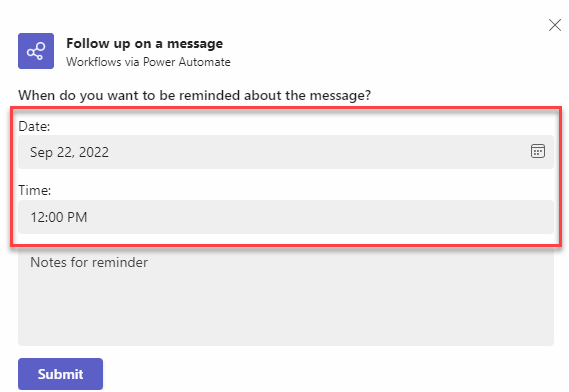 Follow up on a message
Workflows via Power Automate
When do you want to be reminded about the message?
Date:
Sep 22, 2022
Time:
12:00 PM
Notes for reminder
Submit